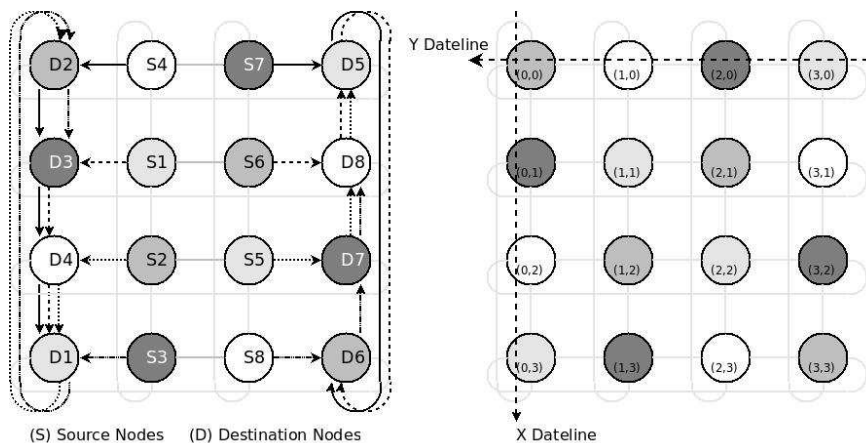 D2 S4 S7 D5
D3 S1 S6 D8
D4 S2 S5 D7
D1 S3 S8 D6
(S) Source Nodes (D) Destination Nodes
Y Dateline
(0,0) (1,0) (2,0) (3,0)
(0,1) (1,1) (2,1) (3,1)
(0,2) (1,2) (2,2) (3,2)
(0,3) (1,3) (2,3) (3,3)
X Dateline